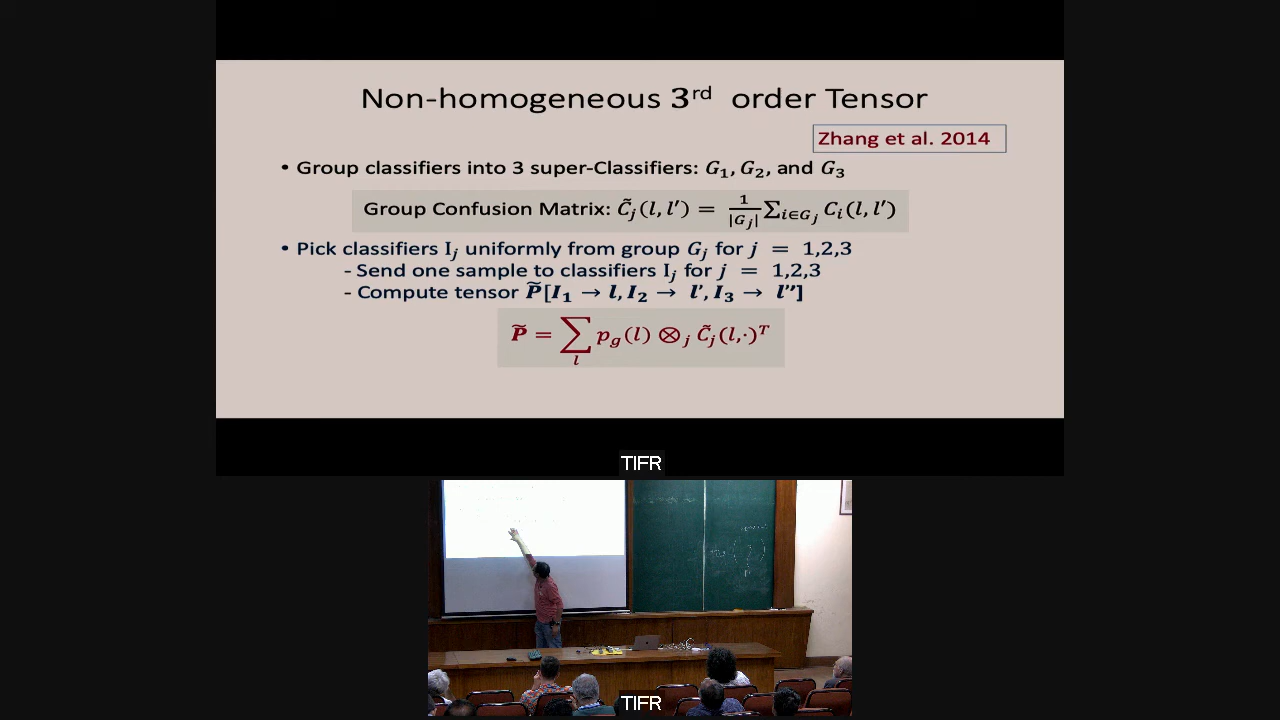 Non-homogeneous 3rd order Tensor
Zhang et al. 2014
• Group classifiers into 3 super-Classifiers: G₁, G₂, and G₃
Group Confusion Matrix: C̃ⱼ(l, l′) = 1/|Gⱼ| ∑_{i∈Gⱼ} Cᵢ(l, l′)
• Pick classifiers Iⱼ uniformly from group Gⱼ for j = 1,2,3
- Send one sample to classifiers Iⱼ for j = 1,2,3
- Compute tensor P̃[I₁ → l, I₂ → l′, I₃ → l′′]
P̃ = ∑_l p_g(l) ⊗ⱼ C̃ⱼ(l,·)ᵀ
TIFR
TIFR